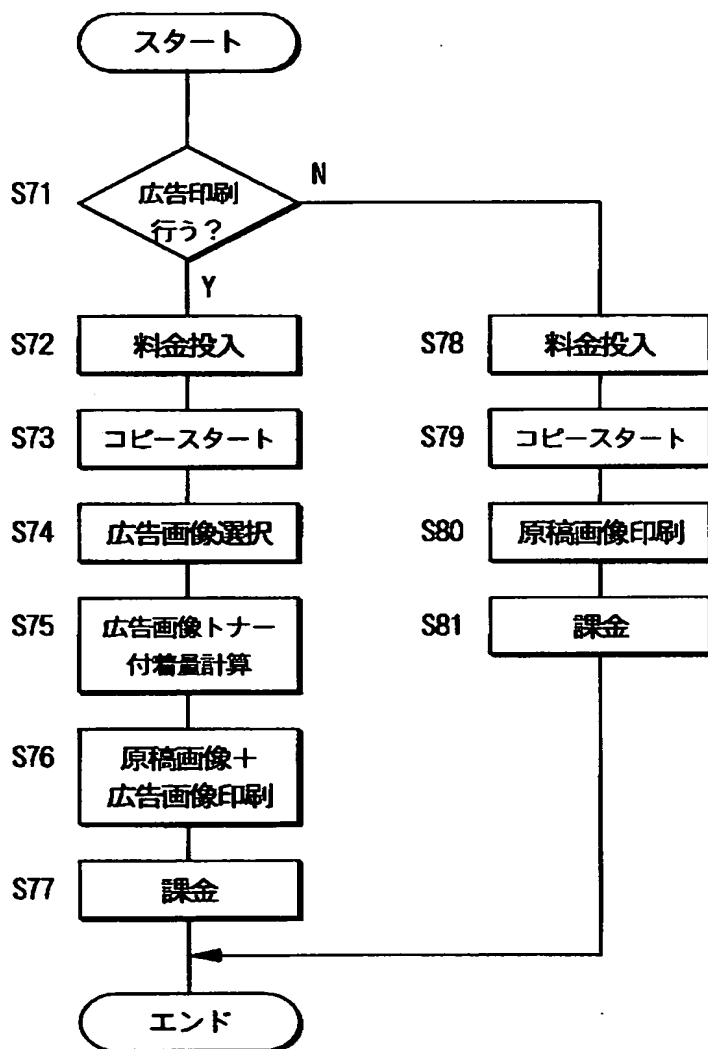 スタート
S71
広告印刷
行う?
N
Y
S72
料金投入
S73
コピースタート
S74
広告画像選択
S75
広告画像トナー
付着量計算
S76
原稿画像+
広告画像印刷
S77
課金
S78
料金投入
S79
コピースタート
S80
原稿画像印刷
S81
課金
エンド